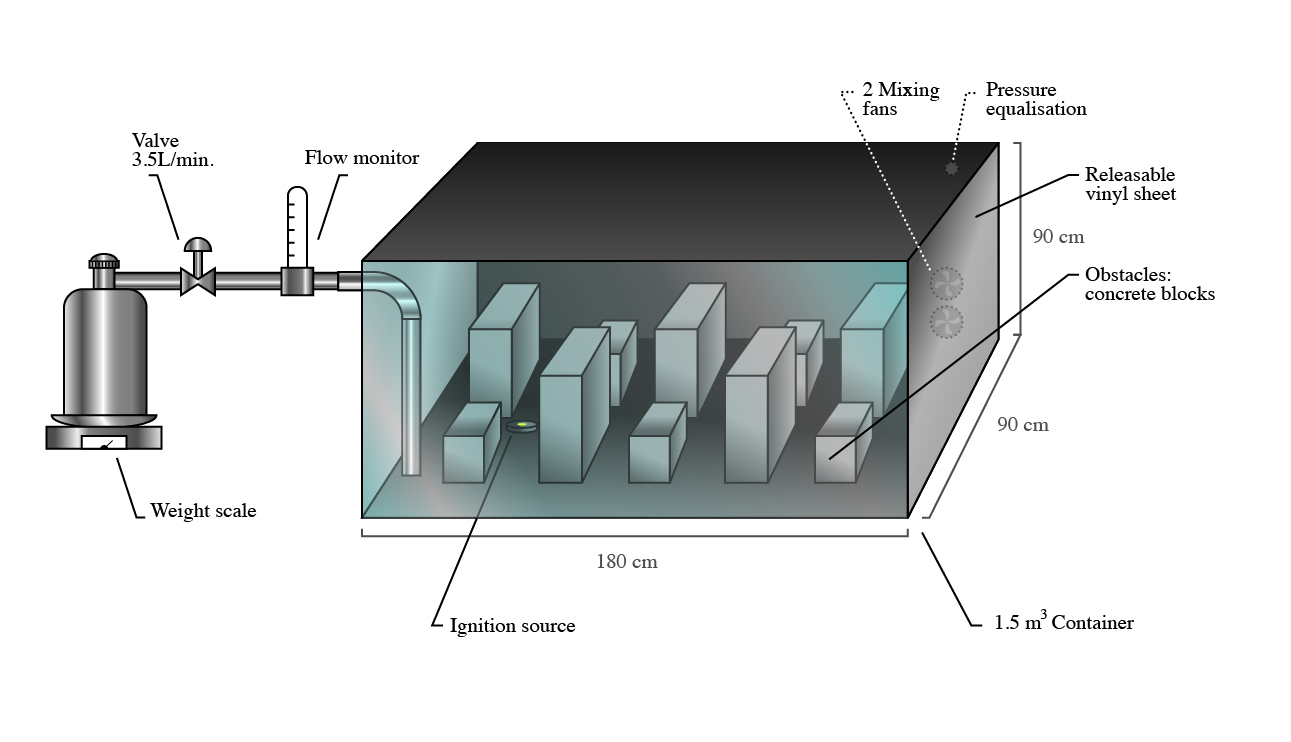 2 Mixing
fans
Pressure
equalisation
Valve
3.5L/min.
Flow monitor
Releasable
vinyl sheet
90 cm
Obstacles:
concrete blocks
90 cm
Weight scale
180 cm
Ignition source
1.5 m³ Container